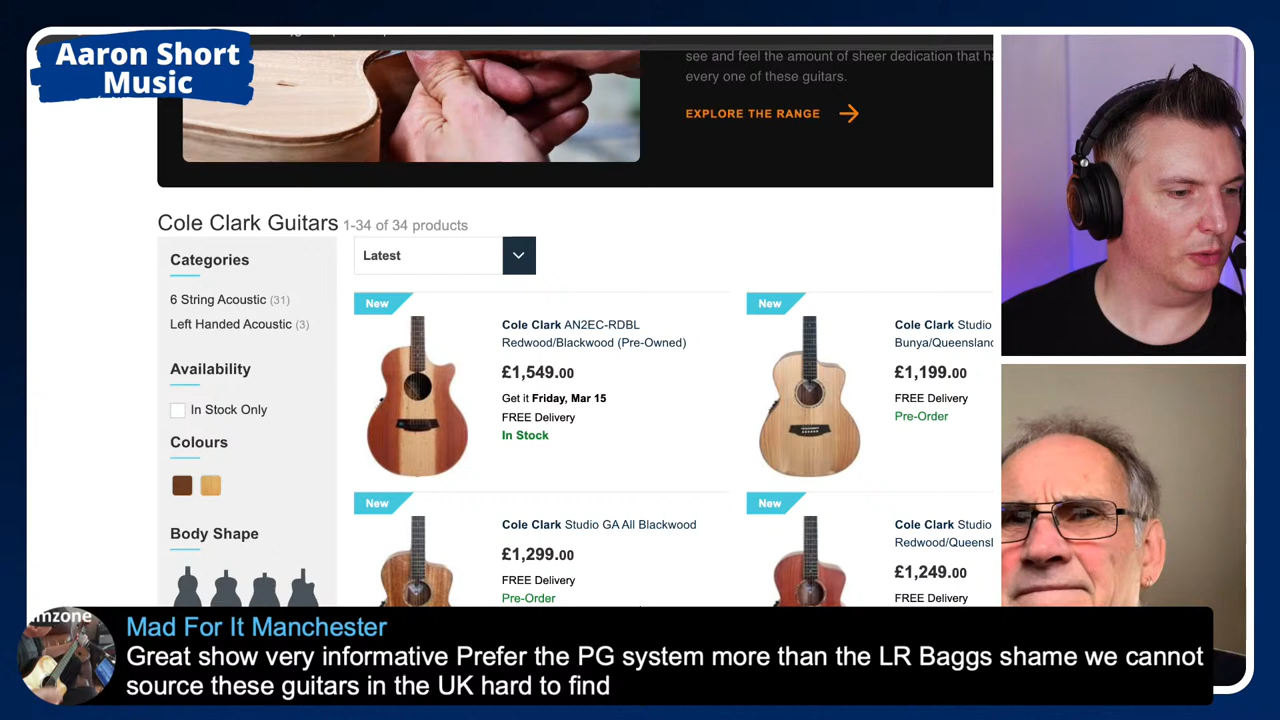 Aaron Short
Music
see and feel the amount of sheer dedication that ha
every one of these guitars.
EXPLORE THE RANGE
Cole Clark Guitars 1-34 of 34 products
Categories
6 String Acoustic (31)
Left Handed Acoustic (3)
Availability
In Stock Only
Colours
Body Shape
Latest
New
Cole Clark AN2EC-RDBL
Redwood/Blackwood (Pre-Owned)
£1,549.00
Get it Friday, Mar 15
FREE Delivery
In Stock
New
Cole Clark Studio
Bunya/Queensland
£1,199.00
FREE Delivery
Pre-Order
New
Cole Clark Studio GA All Blackwood
£1,299.00
FREE Delivery
Pre-Order
New
Cole Clark Studio
Redwood/Queensl
£1,249.00
FREE Delivery
mzone
Mad For It Manchester
Great show very informative Prefer the PG system more than the LR Baggs shame we cannot
source these guitars in the UK hard to find